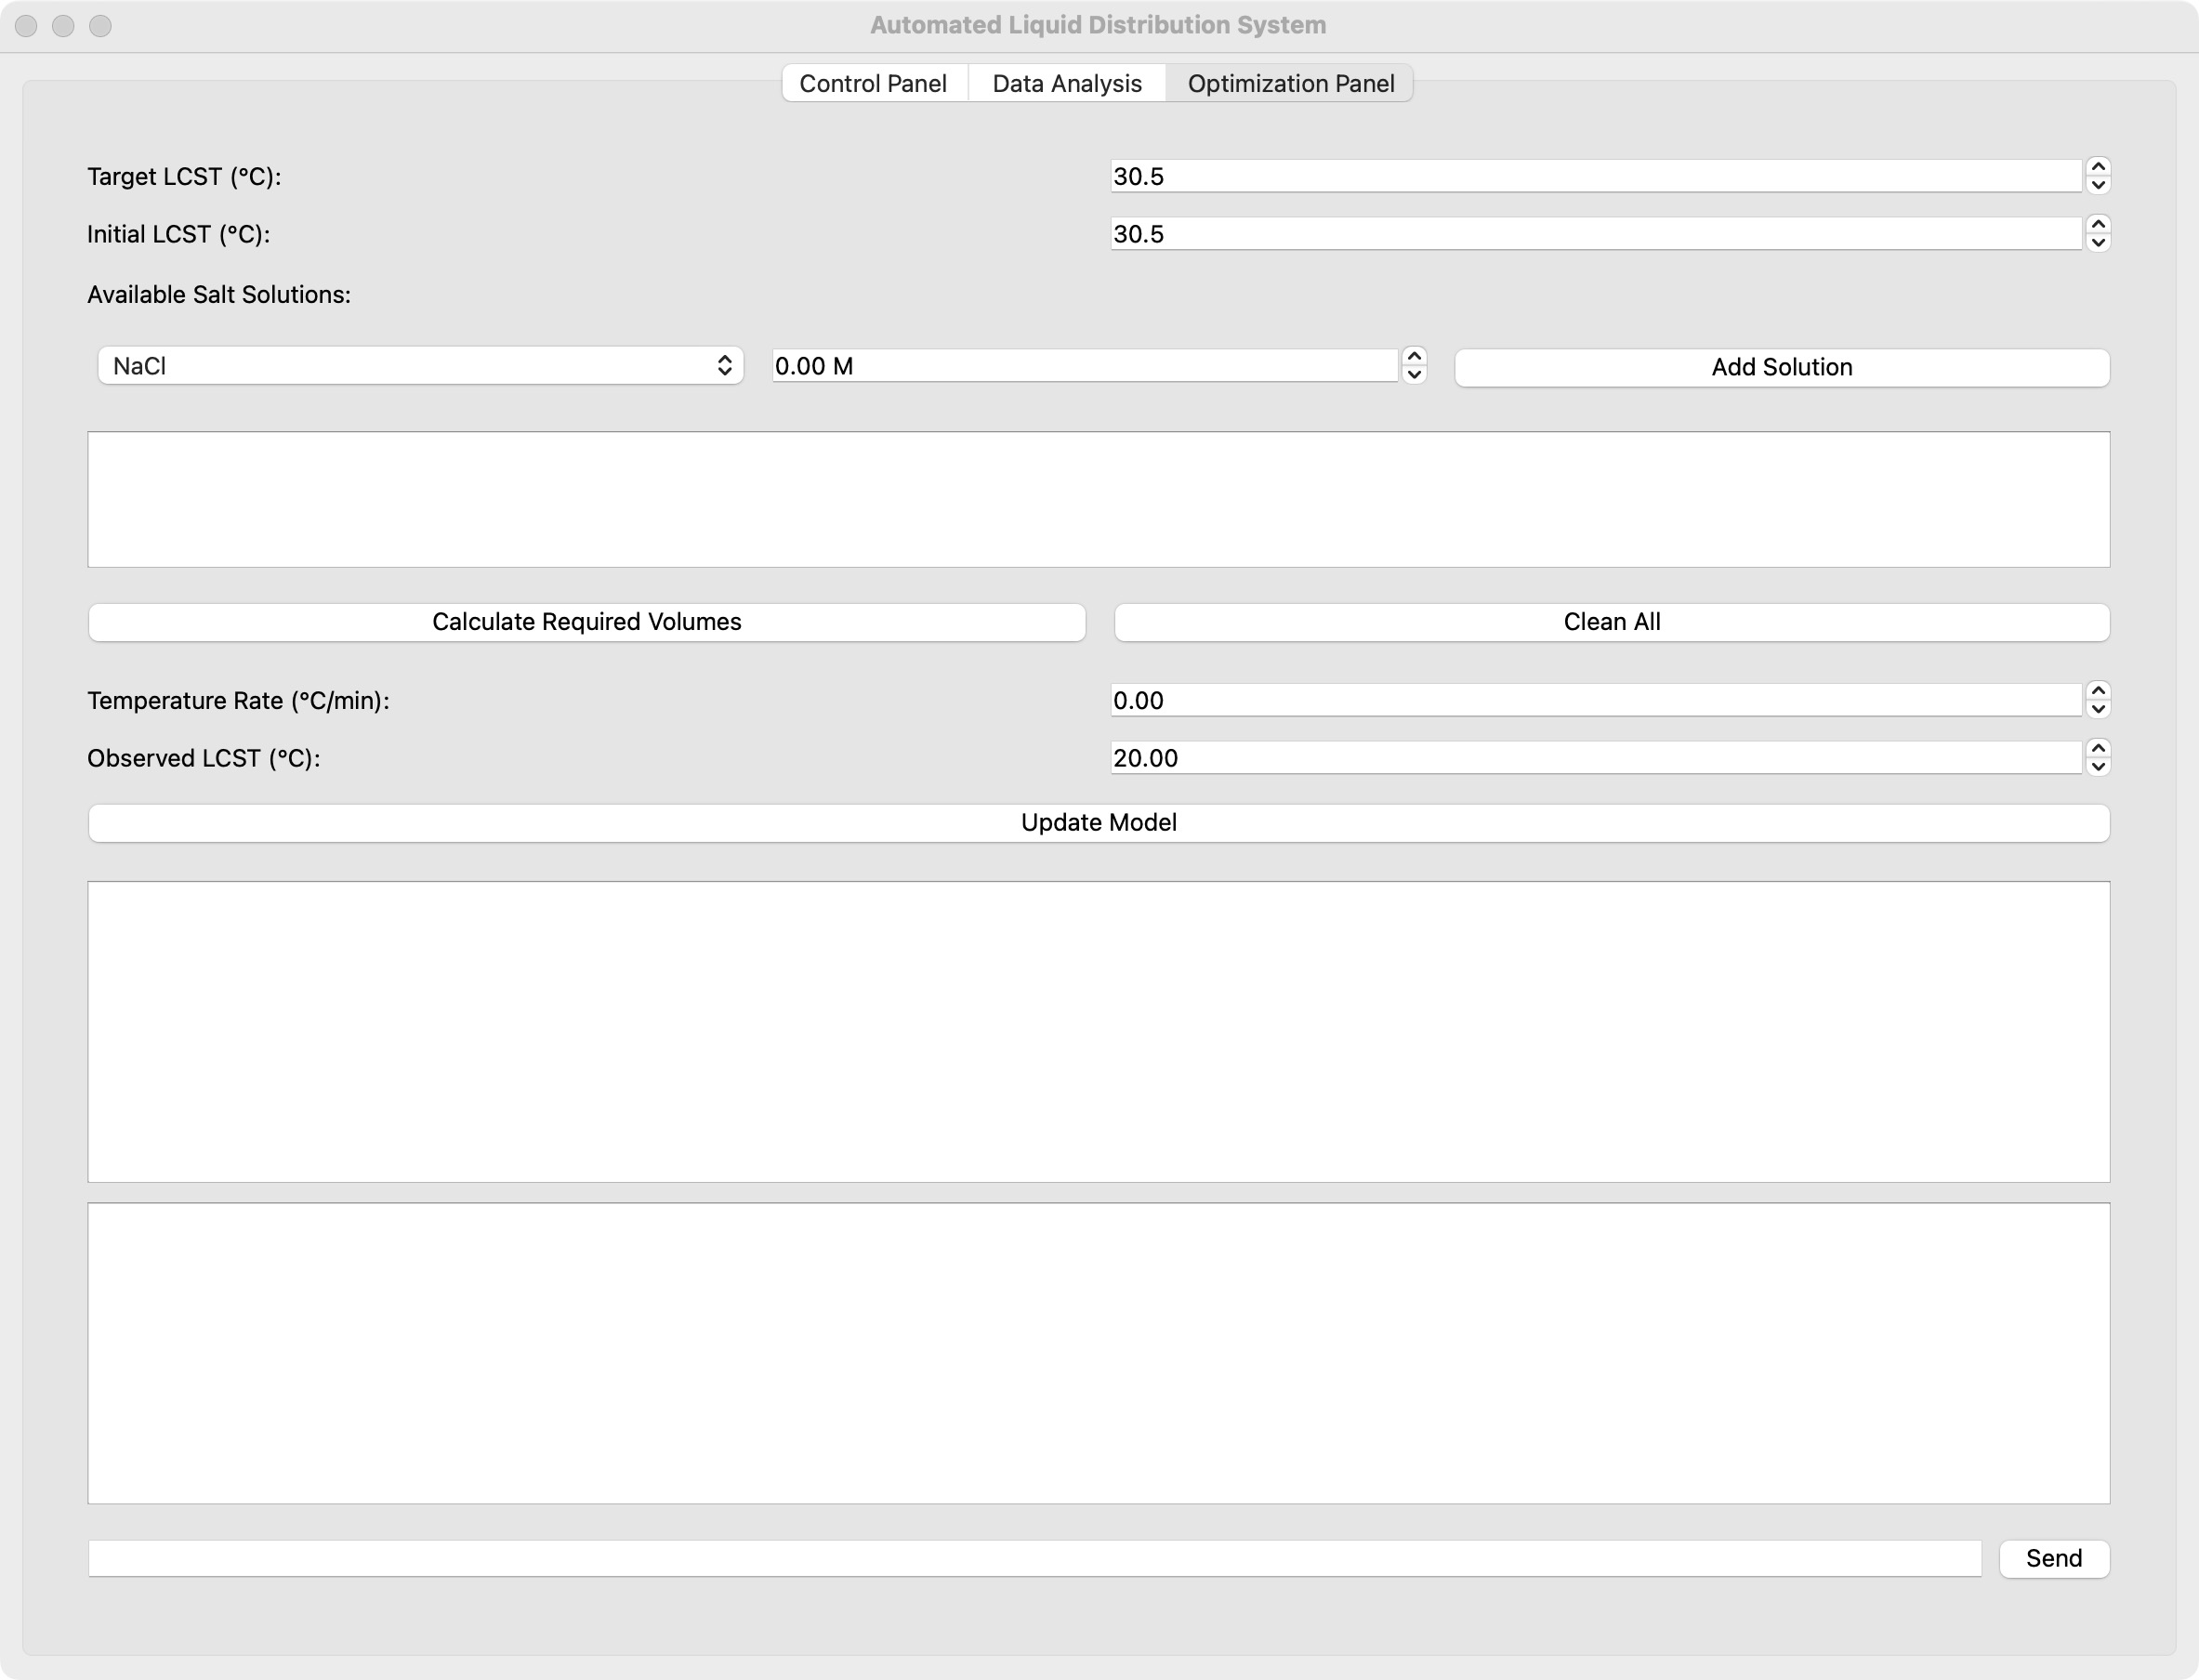 Automated Liquid Distribution System
Control Panel Data Analysis Optimization Panel
Target LCST (°C): 30.5
Initial LCST (°C): 30.5
Available Salt Solutions:
NaCl 0.00 M Add Solution
Calculate Required Volumes Clean All
Temperature Rate (°C/min): 0.00
Observed LCST (°C): 20.00
Update Model
Send